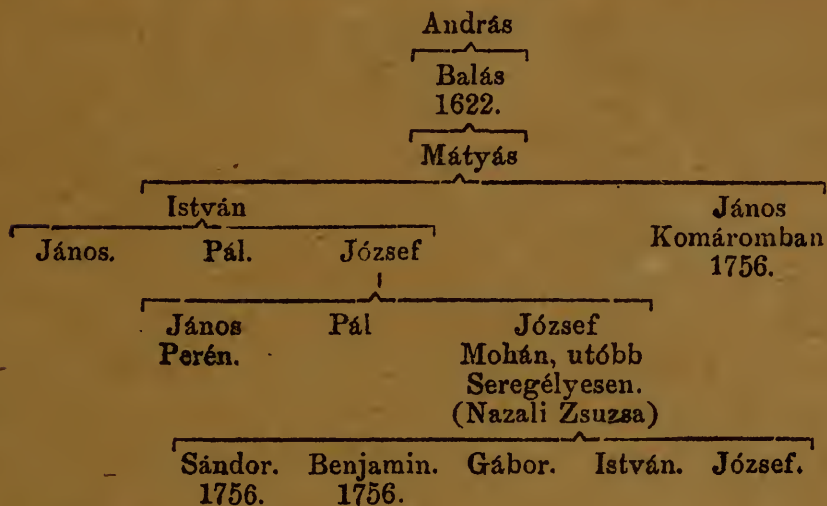 András
Balás
1622.
Mátyás
István János
Komáromban
1756.
János. Pál. József
János Pál József
Perén. Mohán, utóbb
Seregélyesen.
(Nazali Zsuzsa)
Sándor. Benjamin. Gábor. István. József.
1756. 1756.